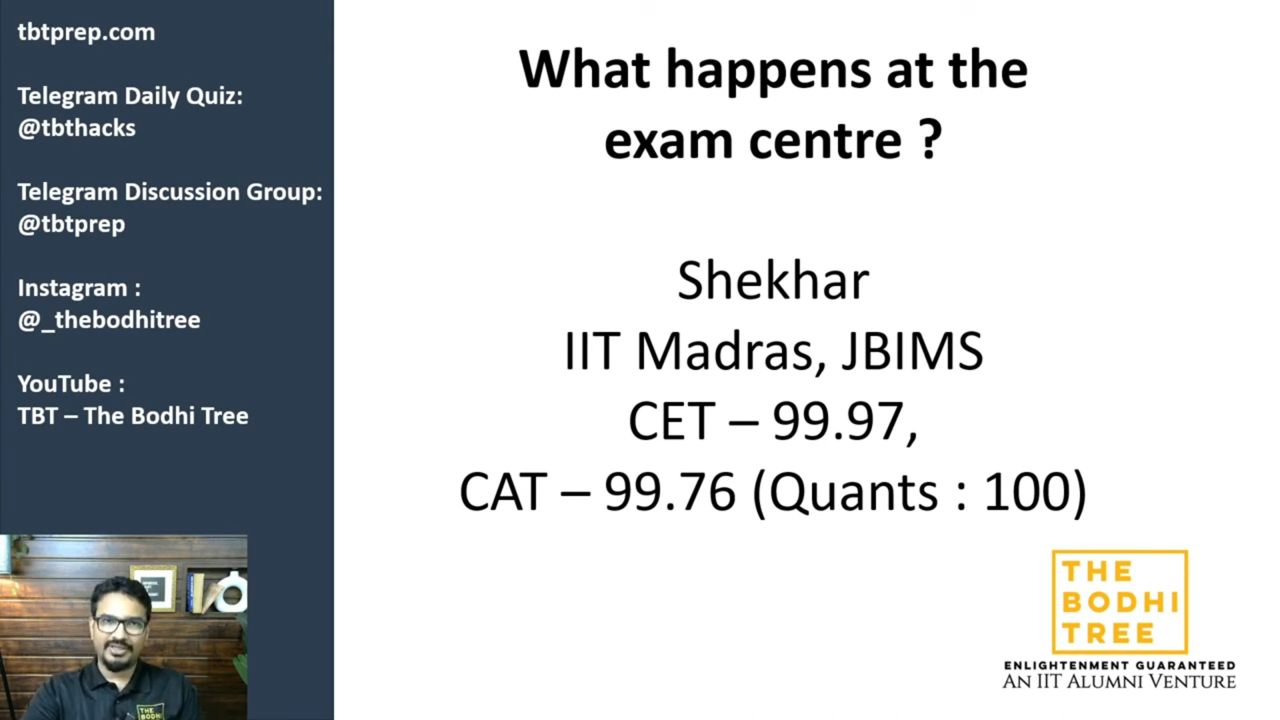 tbtprep.com
Telegram Daily Quiz:
@tbthacks
Telegram Discussion Group:
@tbtprep
Instagram :
@_thebodhitree
YouTube :
TBT – The Bodhi Tree
What happens at the
exam centre ?
Shekhar
IIT Madras, JBIMS
CET – 99.97,
CAT – 99.76 (Quants : 100)
THE
BODHI
TREE
ENLIGHTENMENT GUARANTEED
AN IIT ALUMNI VENTURE
THE
BODHI